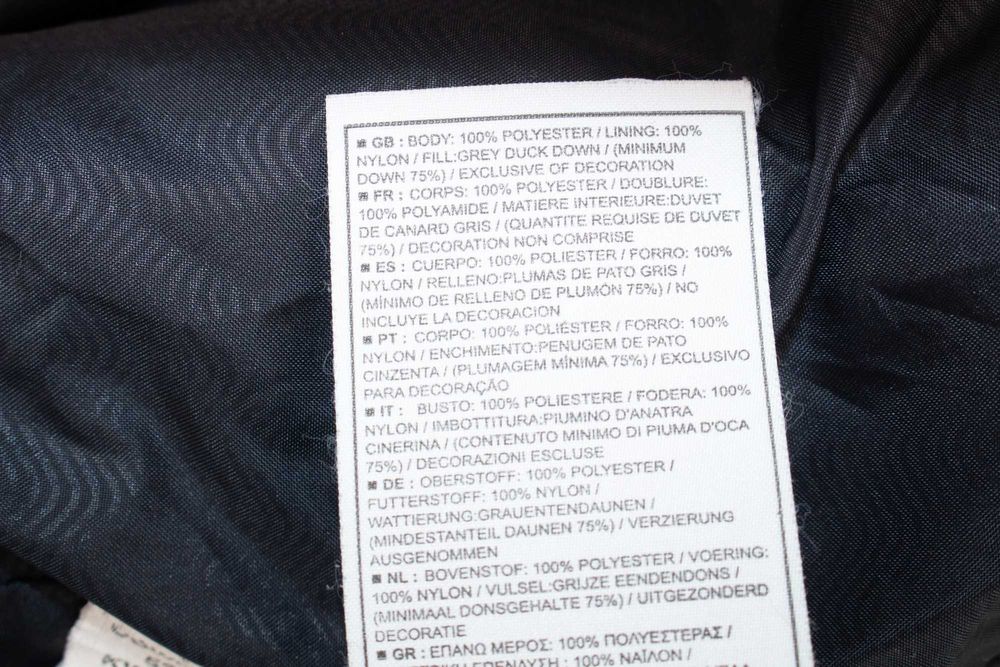 GB : BODY: 100% POLYESTER / LINING: 100%
NYLON / FILL:GREY DUCK DOWN / (MINIMUM
DOWN 75%) / EXCLUSIVE OF DECORATION
FR : CORPS: 100% POLYESTER / DOUBLURE:
100% POLYAMIDE / MATIERE INTERIEURE:DUVET
DE CANARD GRIS / (QUANTITE REQUISE DE DUVET
75%) / DECORATION NON COMPRISE
ES : CUERPO: 100% POLIESTER / FORRO: 100%
NYLON / RELLENO:PLUMAS DE PATO GRIS /
(MÍNIMO DE RELLENO DE PLUMÓN 75%) / NO
INCLUYE LA DECORACION
PT : CORPO: 100% POLIÉSTER / FORRO: 100%
NYLON / ENCHIMENTO:PENUGEM DE PATO
CINZENTA / (PLUMAGEM MÍNIMA 75%) / EXCLUSIVO
PARA DECORAÇÃO
IT : BUSTO: 100% POLIESTERE / FODERA: 100%
NYLON / IMBOTTITURA:PIUMINO D'ANATRA
CINERINA / (CONTENUTO MINIMO DI PIUMA D'OCA
75%) / DECORAZIONI ESCLUSE
DE : OBERSTOFF: 100% POLYESTER /
FUTTERSTOFF: 100% NYLON /
WATTIERUNG:GRAUENTENDAUNEN /
(MINDESTANTEIL DAUNEN 75%) / VERZIERUNG
AUSGENOMMEN
NL : BOVENSTOF: 100% POLYESTER / VOERING:
100% NYLON / VULSEL:GRIJZE EENDENDONS /
(MINIMAAL DONSGEHALTE 75%) / UITGEZONDERD
DECORATIE
GR : ΕΠΑΝΩ ΜΕΡΟΣ: 100% ΠΟΛΥΕΣΤΕΡΑΣ /
ΕΠΕΝΔΥΣΗ : 100% ΝΑΪΛΟΝ /